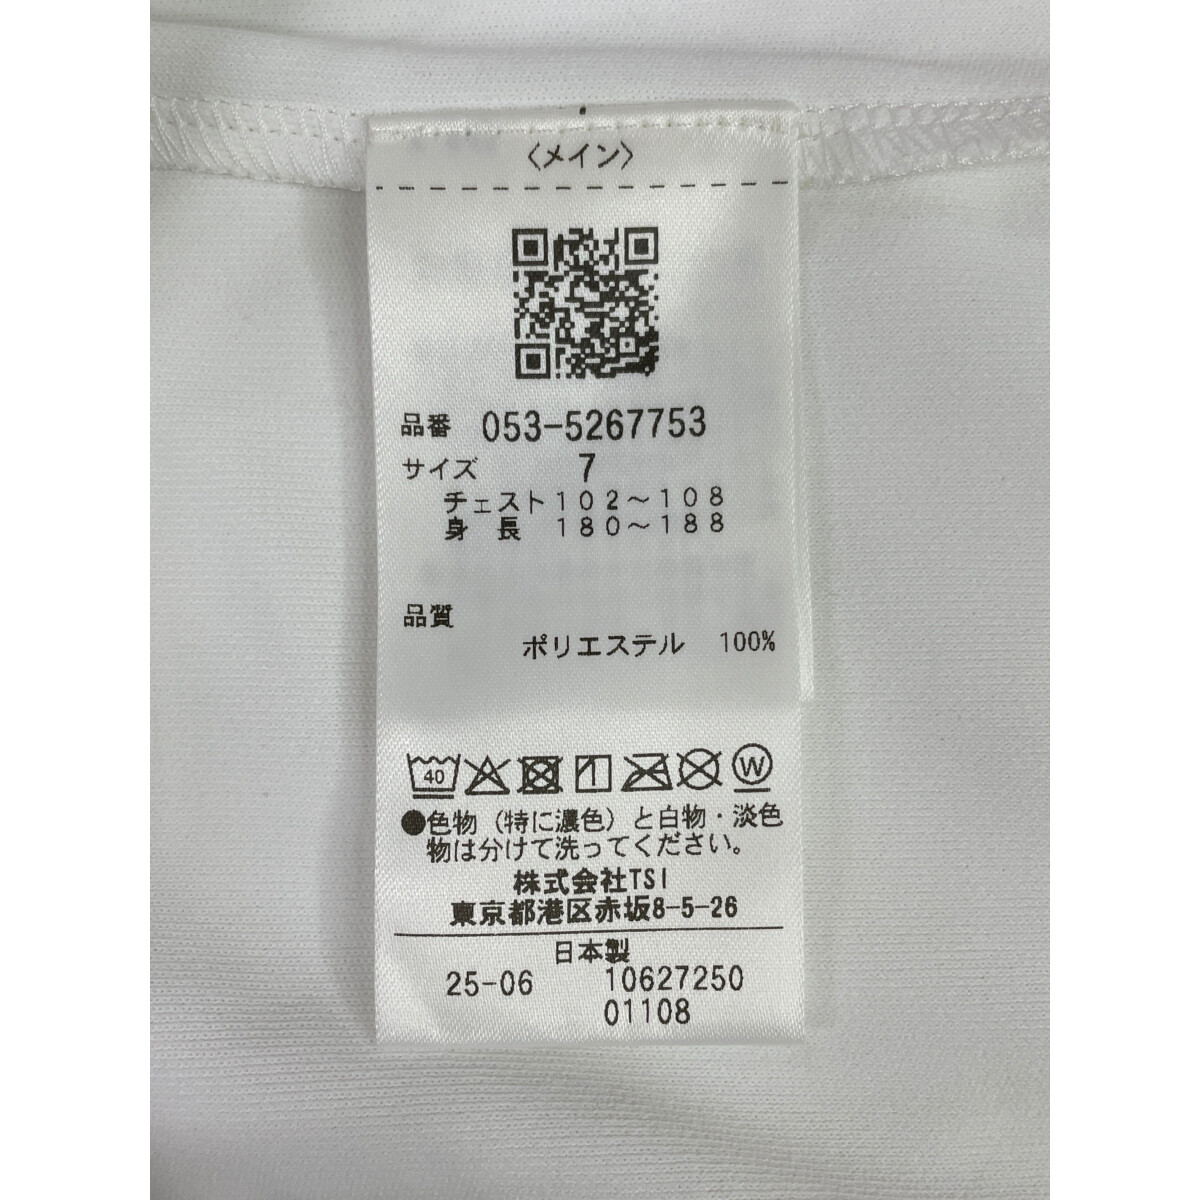 〈メイン〉
品番 053-5267753
サイズ 7
チェスト 102~108
身長 180~188
品質
ポリエステル 100%
40 W
●色物（特に濃色）と白物・淡色
物は分けて洗ってください。
株式会社TSI
東京都港区赤坂8-5-26
日本製
25-06 10627250
01108